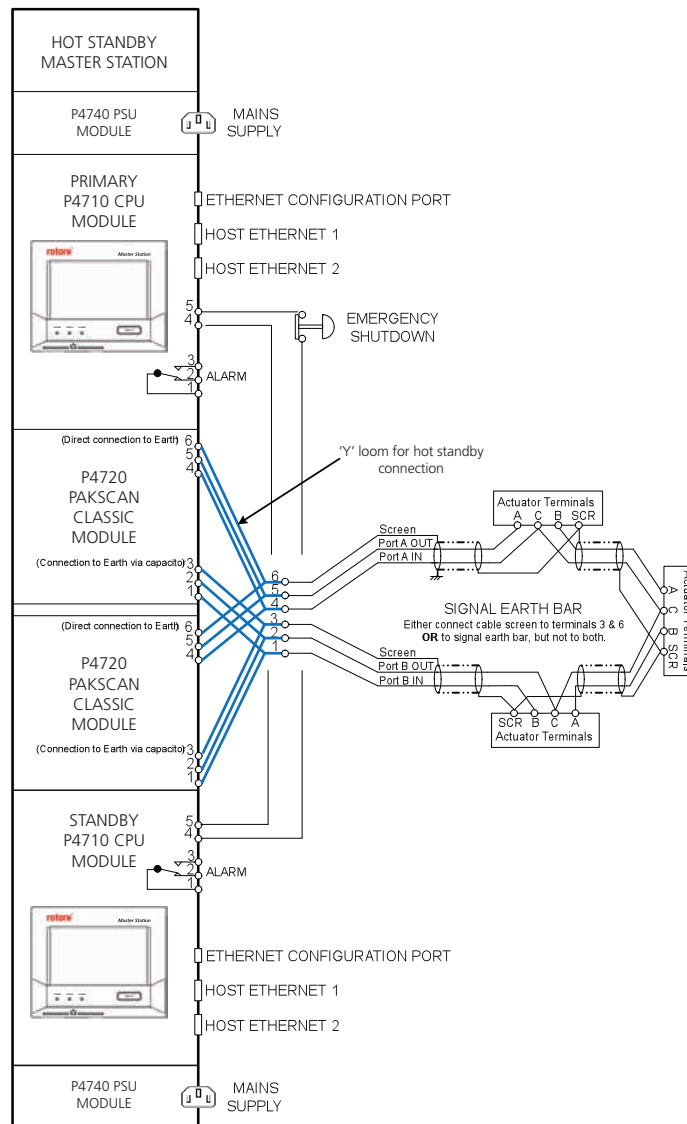 HOT STANDBY
MASTER STATION
P4740 PSU
MODULE
MAINS
SUPPLY
PRIMARY
P4710 CPU
MODULE
rotork
Master Station
ETHERNET CONFIGURATION PORT
HOST ETHERNET 1
HOST ETHERNET 2
5
4
EMERGENCY
SHUTDOWN
3
2
1
ALARM
(Direct connection to Earth)
6
5
4
'Y' loom for hot standby
connection
P4720
PAKSCAN
CLASSIC
MODULE
(Connection to Earth via capacitor)
3
2
1
Actuator Terminals
A C B SCR
Screen
Port A OUT
Port A IN
6
5
4
3
2
1
SIGNAL EARTH BAR
Either connect cable screen to terminals 3 & 6
OR to signal earth bar, but not to both.
A
C
B
SCR
Actuator Terminals
Screen
Port B OUT
Port B IN
SCR B C A
Actuator Terminals
(Direct connection to Earth)
6
5
4
P4720
PAKSCAN
CLASSIC
MODULE
(Connection to Earth via capacitor)
3
2
1
STANDBY
P4710 CPU
MODULE
5
4
3
2
1
ALARM
rotork
Master Station
ETHERNET CONFIGURATION PORT
HOST ETHERNET 1
HOST ETHERNET 2
P4740 PSU
MODULE
MAINS
SUPPLY